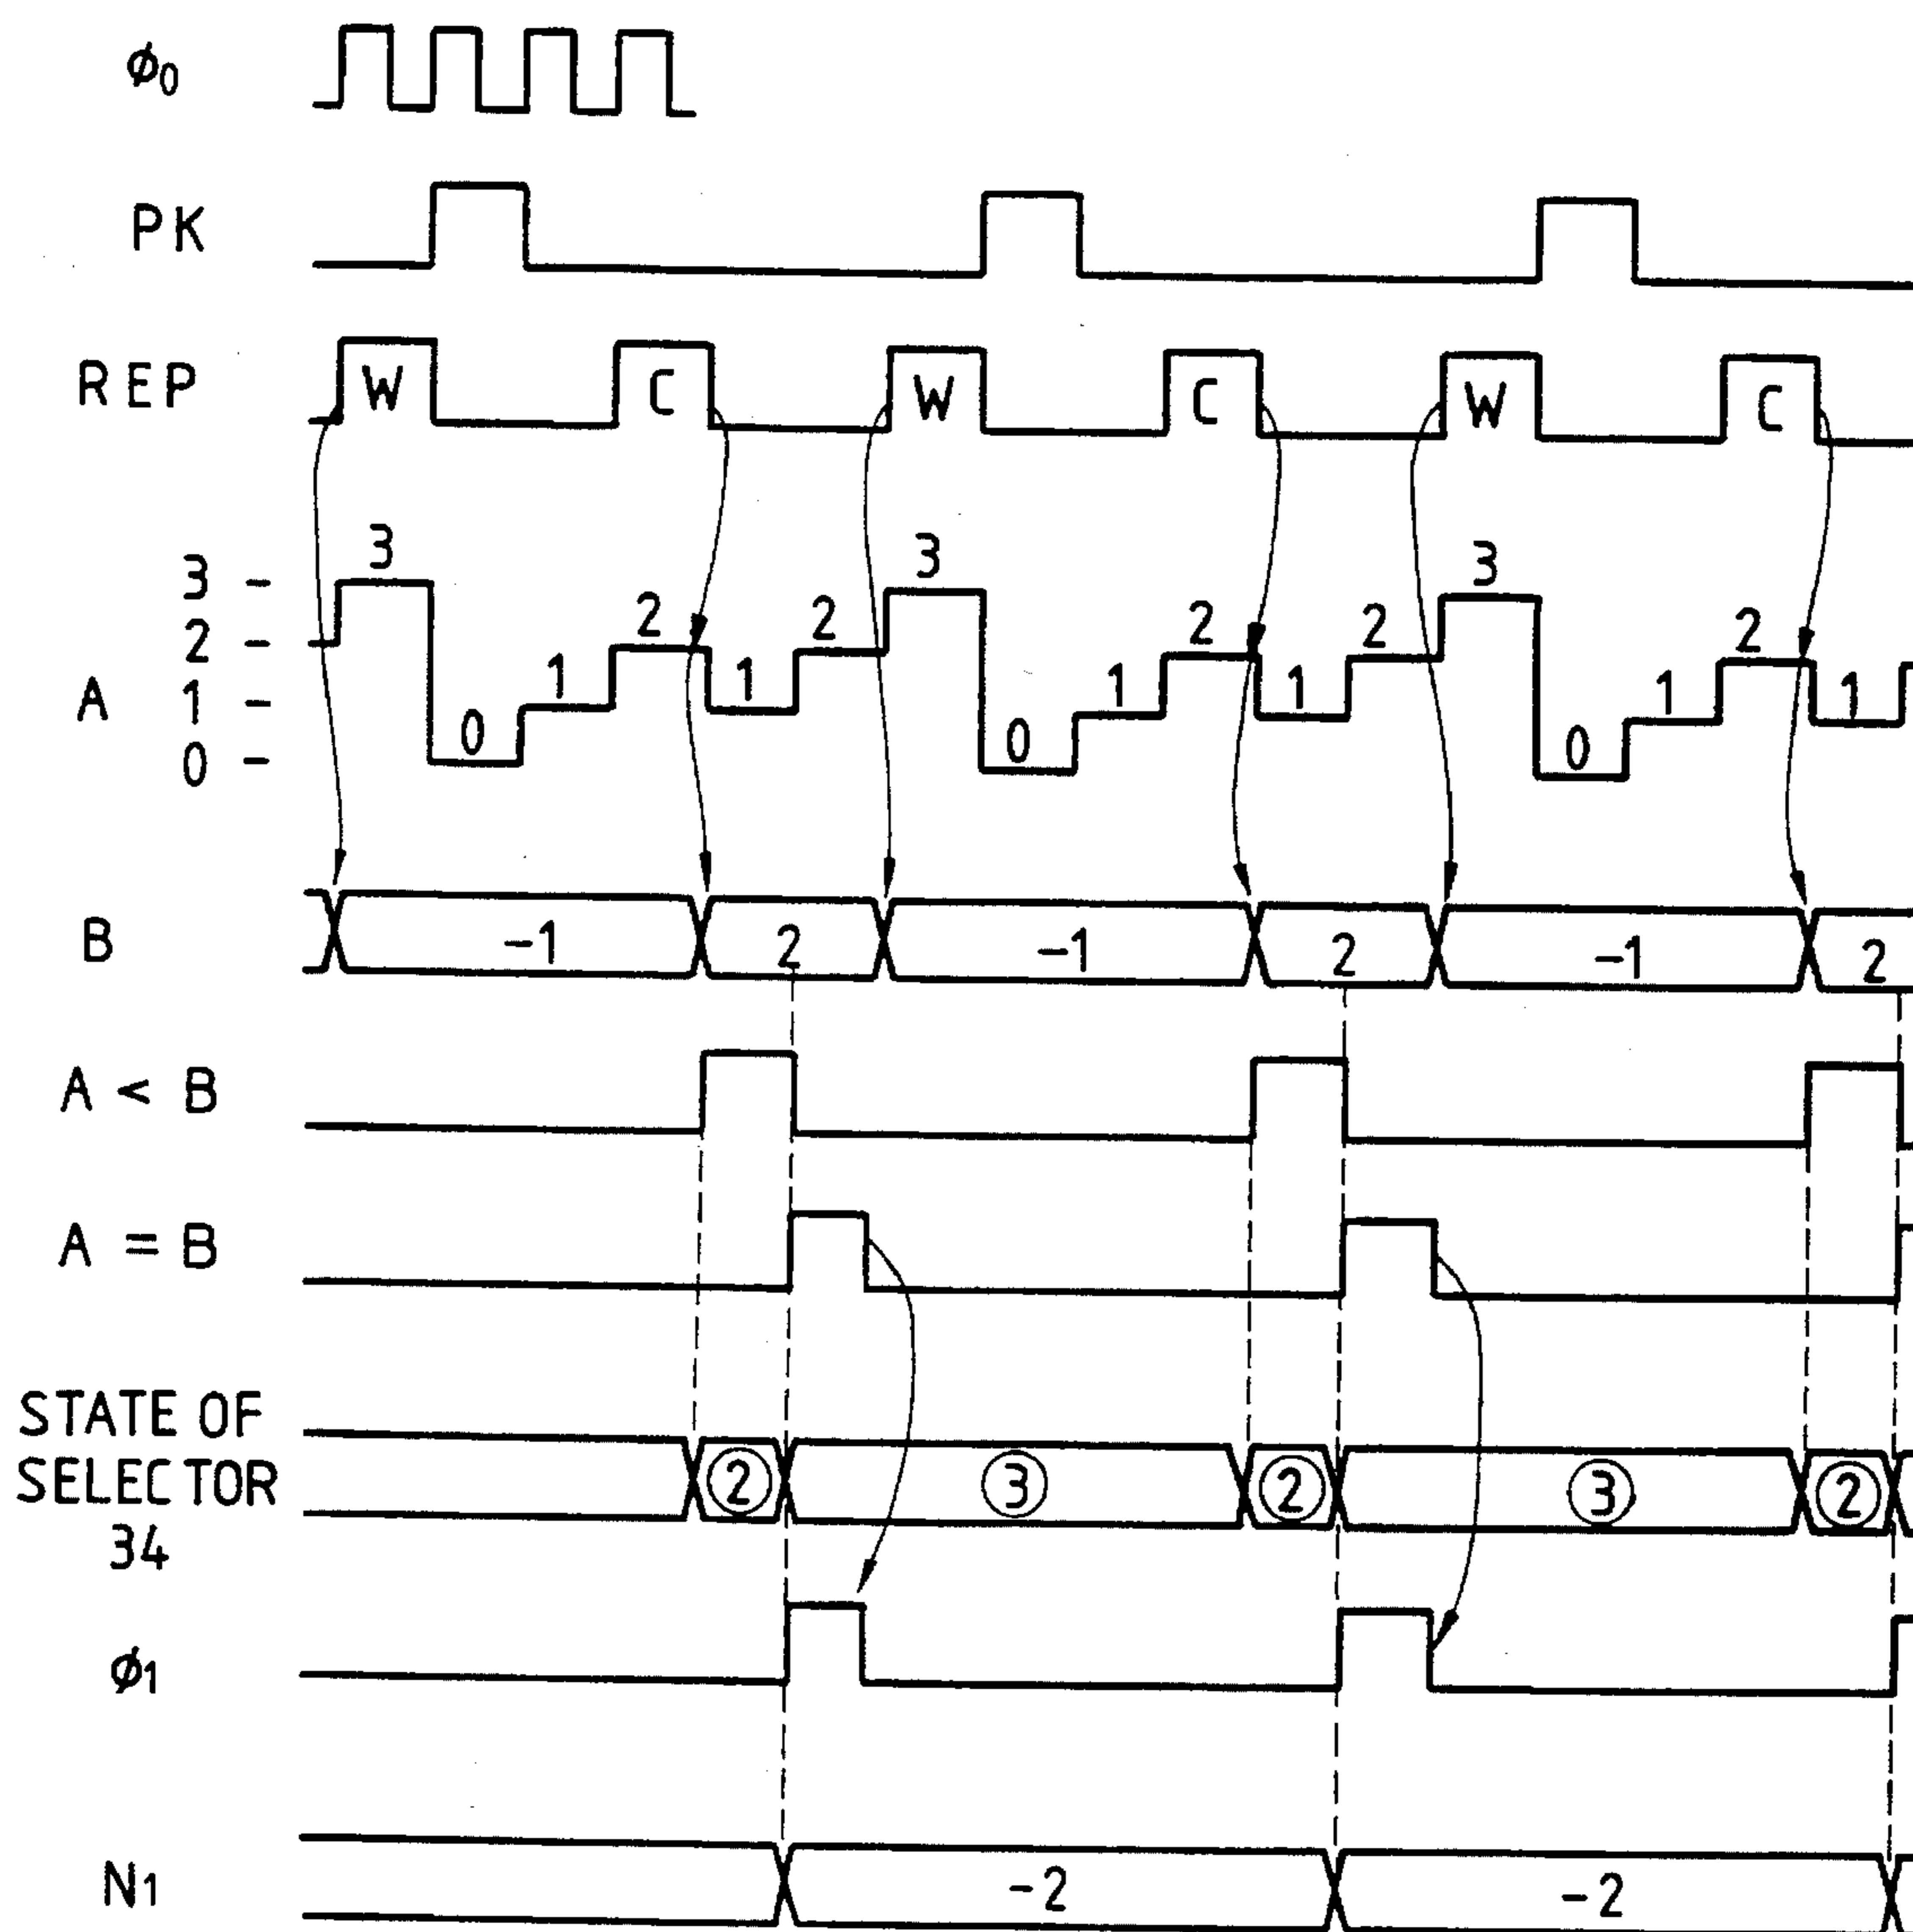 ϕ0
PK
REP W C W C W C
3 2 1 0
A 3 0 1 2 1 2 3 0 1 2 1 2 3 0 1 2 1
B -1 2 -1 2 -1 2
A < B
A = B
STATE OF
SELECTOR
34
② ③ ② ③ ②
ϕ1
N1 -2 -2